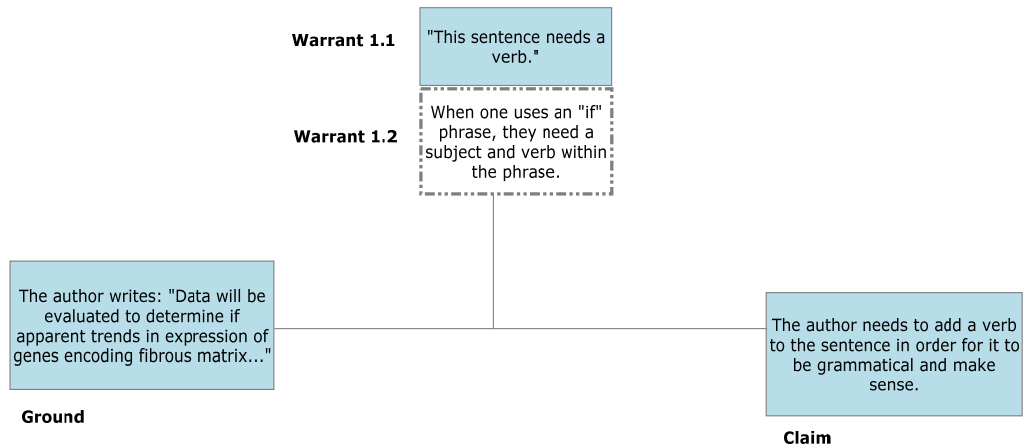 Warrant 1.1
"This sentence needs a
verb."
Warrant 1.2
When one uses an "if"
phrase, they need a
subject and verb within
the phrase.
The author writes: "Data will be
evaluated to determine if
apparent trends in expression of
genes encoding fibrous matrix..."
Ground
The author needs to add a verb
to the sentence in order for it to
be grammatical and make
sense.
Claim